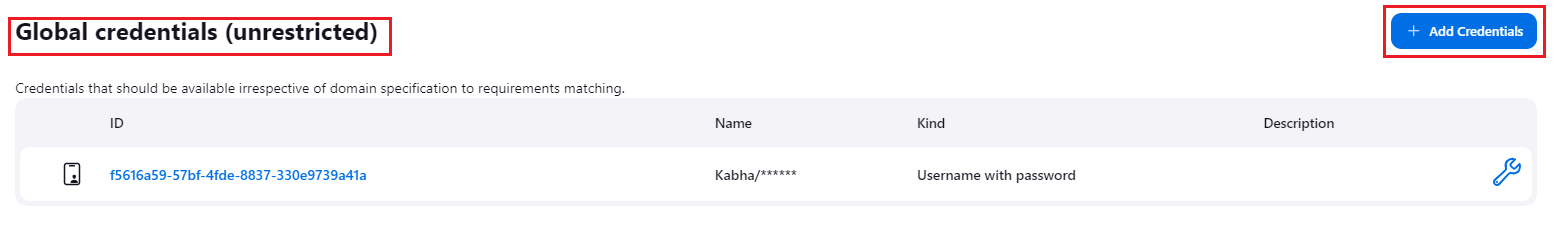 Global credentials (unrestricted)
+ Add Credentials
Credentials that should be available irrespective of domain specification to requirements matching.
ID Name Kind Description
f5616a59-57bf-4fde-8837-330e9739a41a Kabha/****** Username with password